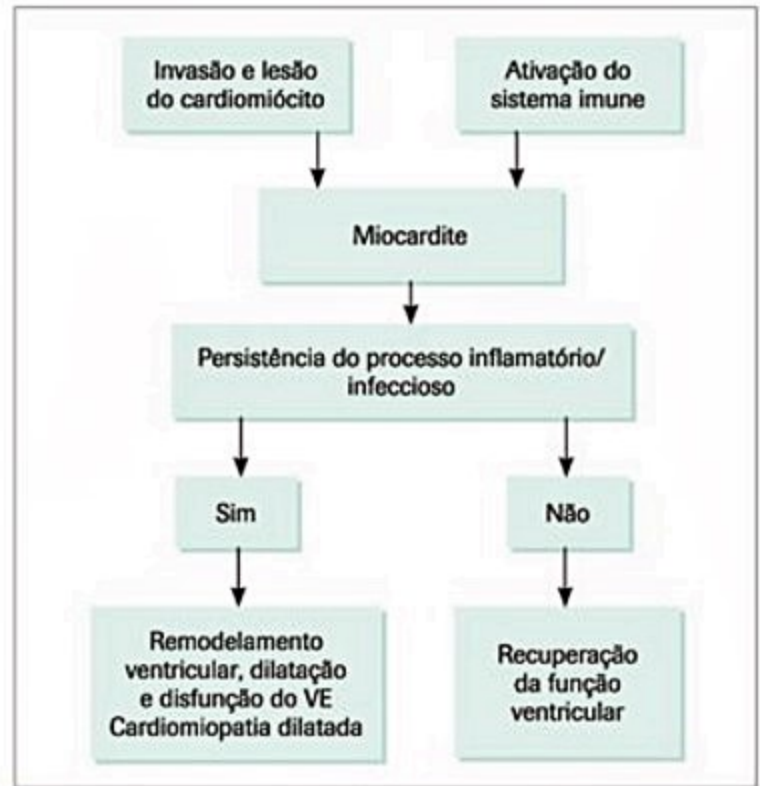 Invasão e lesão
do cardiomiócito
Ativação do
sistema imune
Miocardite
Persistência do processo inflamatório/
infeccioso
Sim
Não
Remodelamento
ventricular, dilatação
e disfunção do VE
Cardiomiopatia dilatada
Recuperação
da função
ventricular